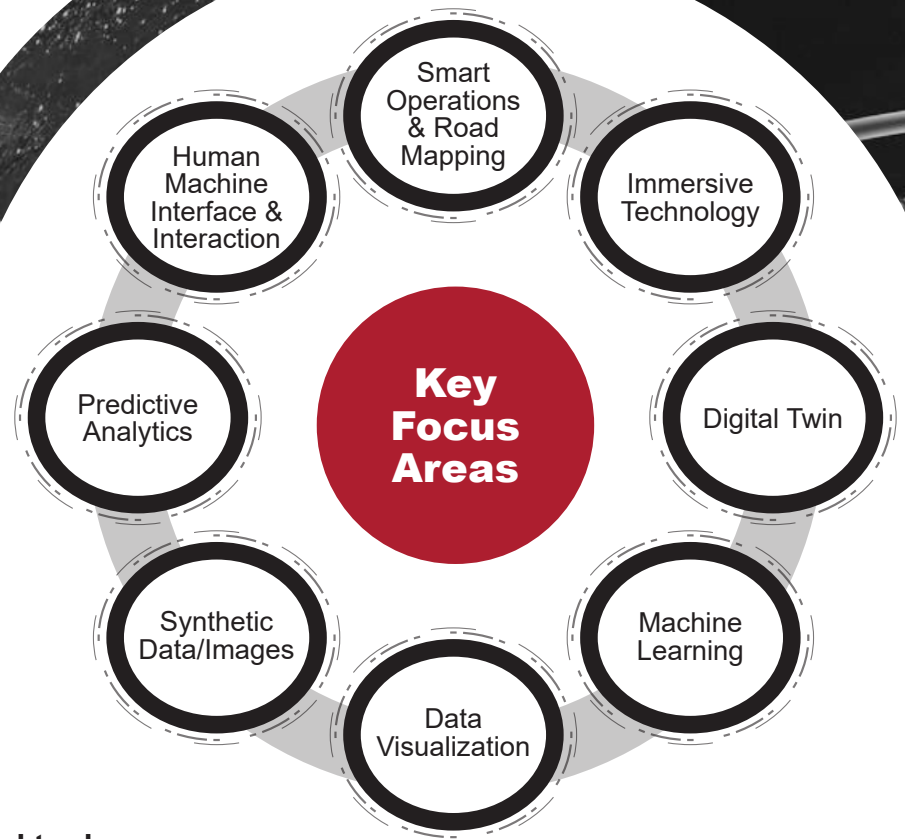 Smart
Operations
& Road
Mapping
Immersive
Technology
Digital Twin
Machine
Learning
Data
Visualization
Synthetic
Data/Images
Predictive
Analytics
Human
Machine
Interface &
Interaction
Key
Focus
Areas